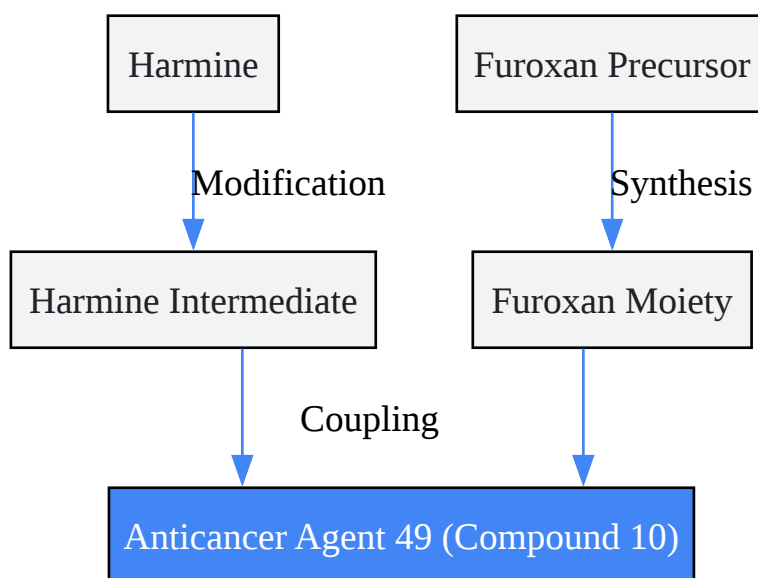 Harmine
Furoxan Precursor
Modification
Synthesis
Harmine Intermediate
Furoxan Moiety
Coupling
Anticancer Agent 49 (Compound 10)